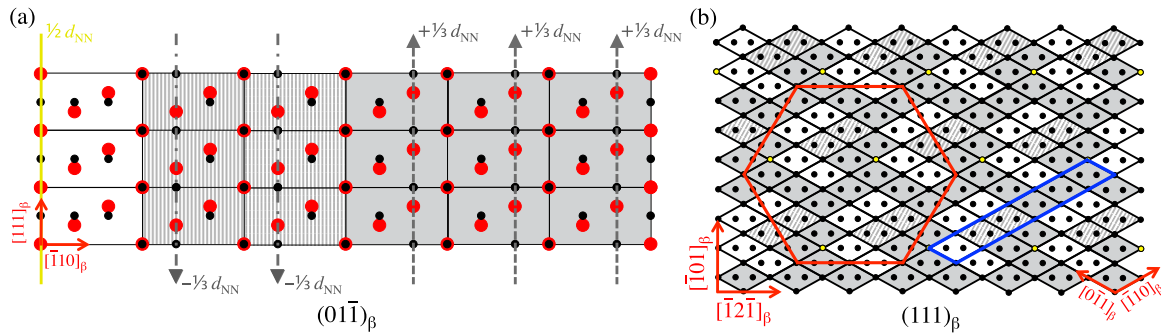 (a)
½ d_NN
+⅓ d_NN
+⅓ d_NN
+⅓ d_NN
[111]_β
[1̄10]_β
−⅓ d_NN
−⅓ d_NN
(011̄)_β
(b)
[1̄01]_β
[1̄21̄]_β
(111)_β
[01̄1]_β
[1̄10]_β